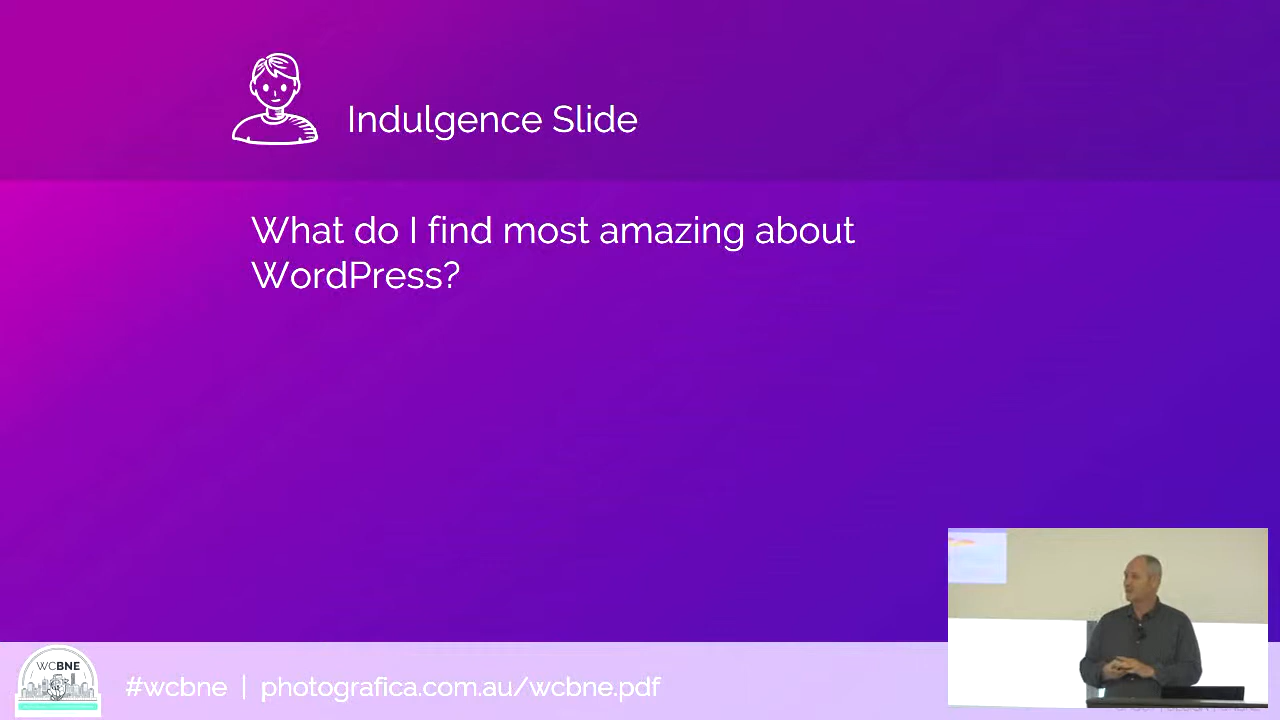 Indulgence Slide
What do I find most amazing about
WordPress?
WCBNE
#wcbne | photografica.com.au/wcbne.pdf